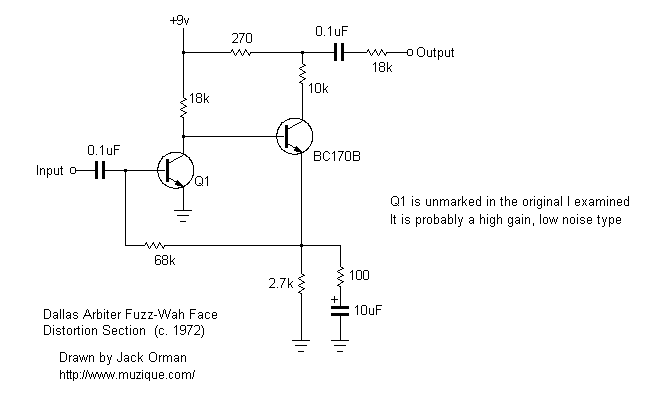 +9v
270
0.1uF
Output
18k
10k
18k
0.1uF
BC170B
Input
Q1
Q1 is unmarked in the original I examined
It is probably a high gain, low noise type
68k
2.7k
100
+
10uF
Dallas Arbiter Fuzz-Wah Face
Distortion Section (c. 1972)
Drawn by Jack Orman
http://www.muzique.com/